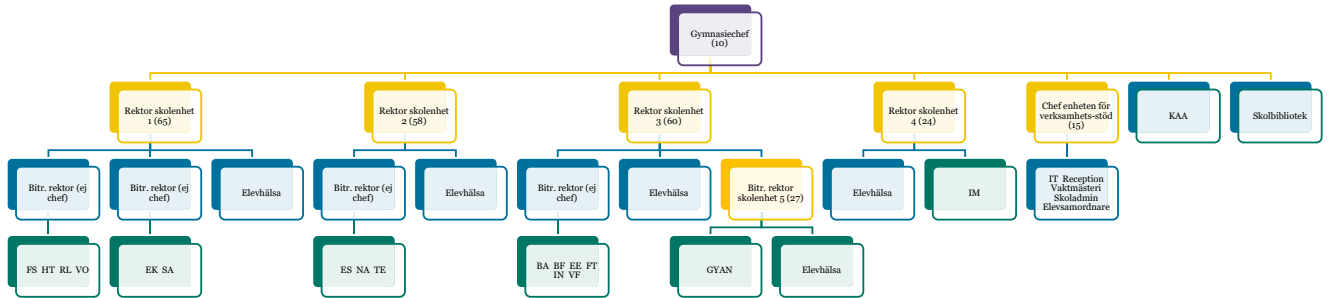 Gymnasiechef
(10)
Rektor skolenhet
1 (65)
Rektor skolenhet
2 (58)
Rektor skolenhet
3 (60)
Rektor skolenhet
4 (24)
Chef enheten för
verksamhets-stöd
(15)
KAA
Skolbibliotek
Bitr. rektor (ej
chef)
Bitr. rektor (ej
chef)
Elevhälsa
Bitr. rektor (ej
chef)
Elevhälsa
Bitr. rektor (ej
chef)
Elevhälsa
Bitr. rektor
skolenhet 5 (27)
Elevhälsa
IM
IT Reception
Vaktmästeri
Skoladmin
Elevsamordnare
FS HT RL VO
EK SA
ES NA TE
BA BF EE FT
IN VF
GYAN
Elevhälsa